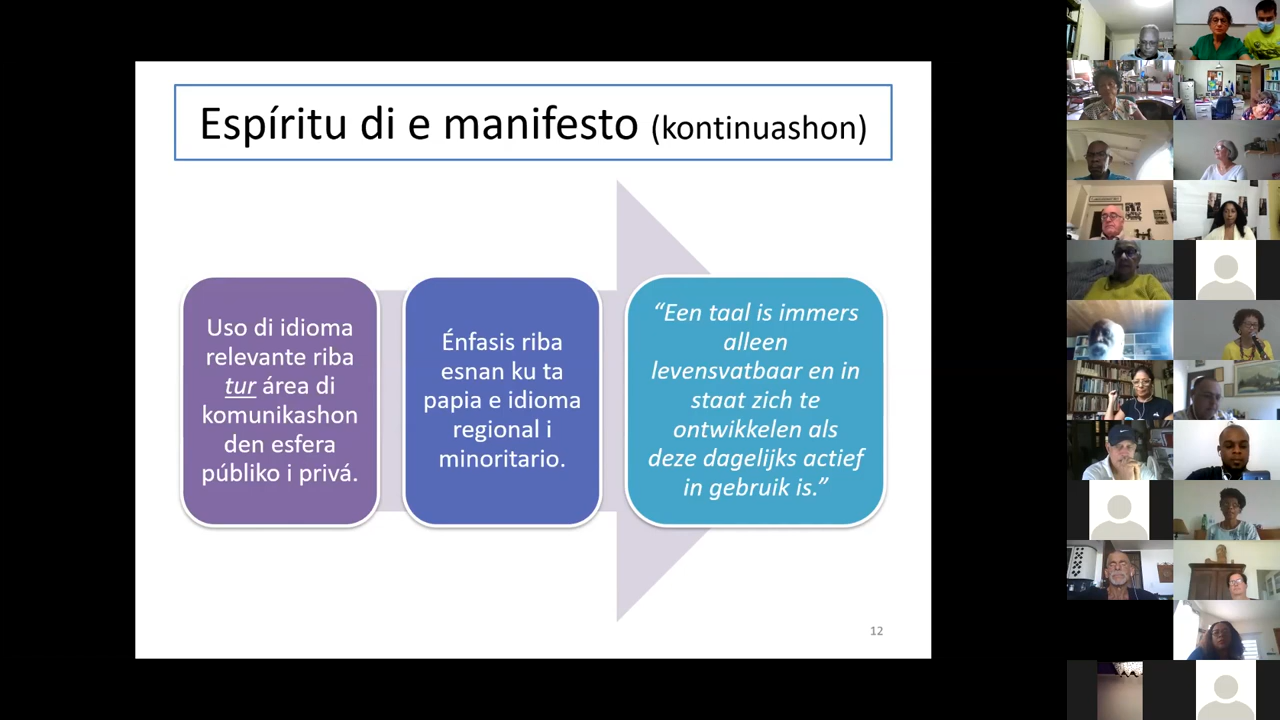 Espíritu di e manifesto (kontinuashon)
Uso di idioma
relevante riba
tur área di
komunikashon
den esfera
públiko i privá.
Énfasis riba
esnan ku ta
papia e idioma
regional i
minoritario.
“Een taal is immers
alleen
levensvatbaar en in
staat zich te
ontwikkelen als
deze dagelijks actief
in gebruik is.”
12